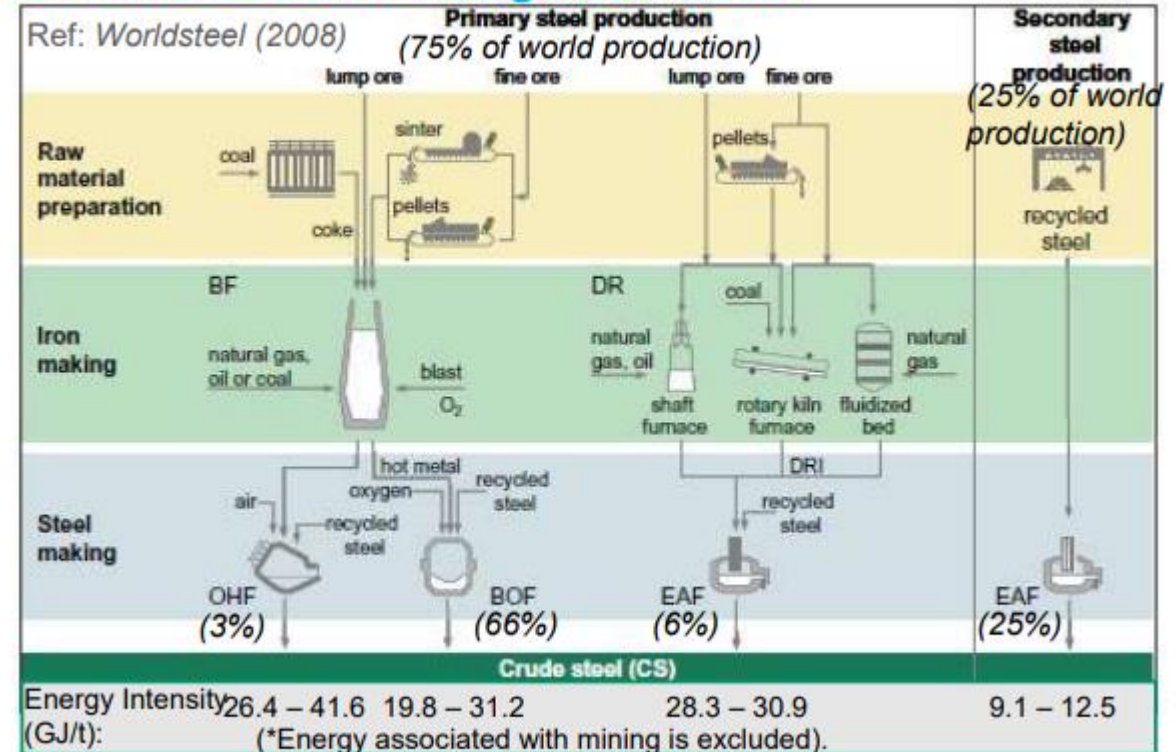 Ref: Worldsteel (2008)
Primary steel production
(75% of world production)
Secondary
steel
production
(25% of world
production)
lump ore
fine ore
lump ore
fine ore
Raw
material
preparation
coal
sinter
pellets
coke
pellets
recycled
steel
Iron
making
BF
natural gas,
oil or coal
blast
O₂
DR
coal
natural
gas, oil
natural
gas
shaft
furnace
rotary kiln
furnace
fluidized
bed
Steel
making
hot metal
oxygen
recycled
steel
air
recycled
steel
DRI
recycled
steel
OHF
(3%)
BOF
(66%)
EAF
(6%)
EAF
(25%)
Crude steel (CS)
Energy Intensity 26.4 – 41.6 19.8 – 31.2 28.3 – 30.9 9.1 – 12.5
(GJ/t): (*Energy associated with mining is excluded).